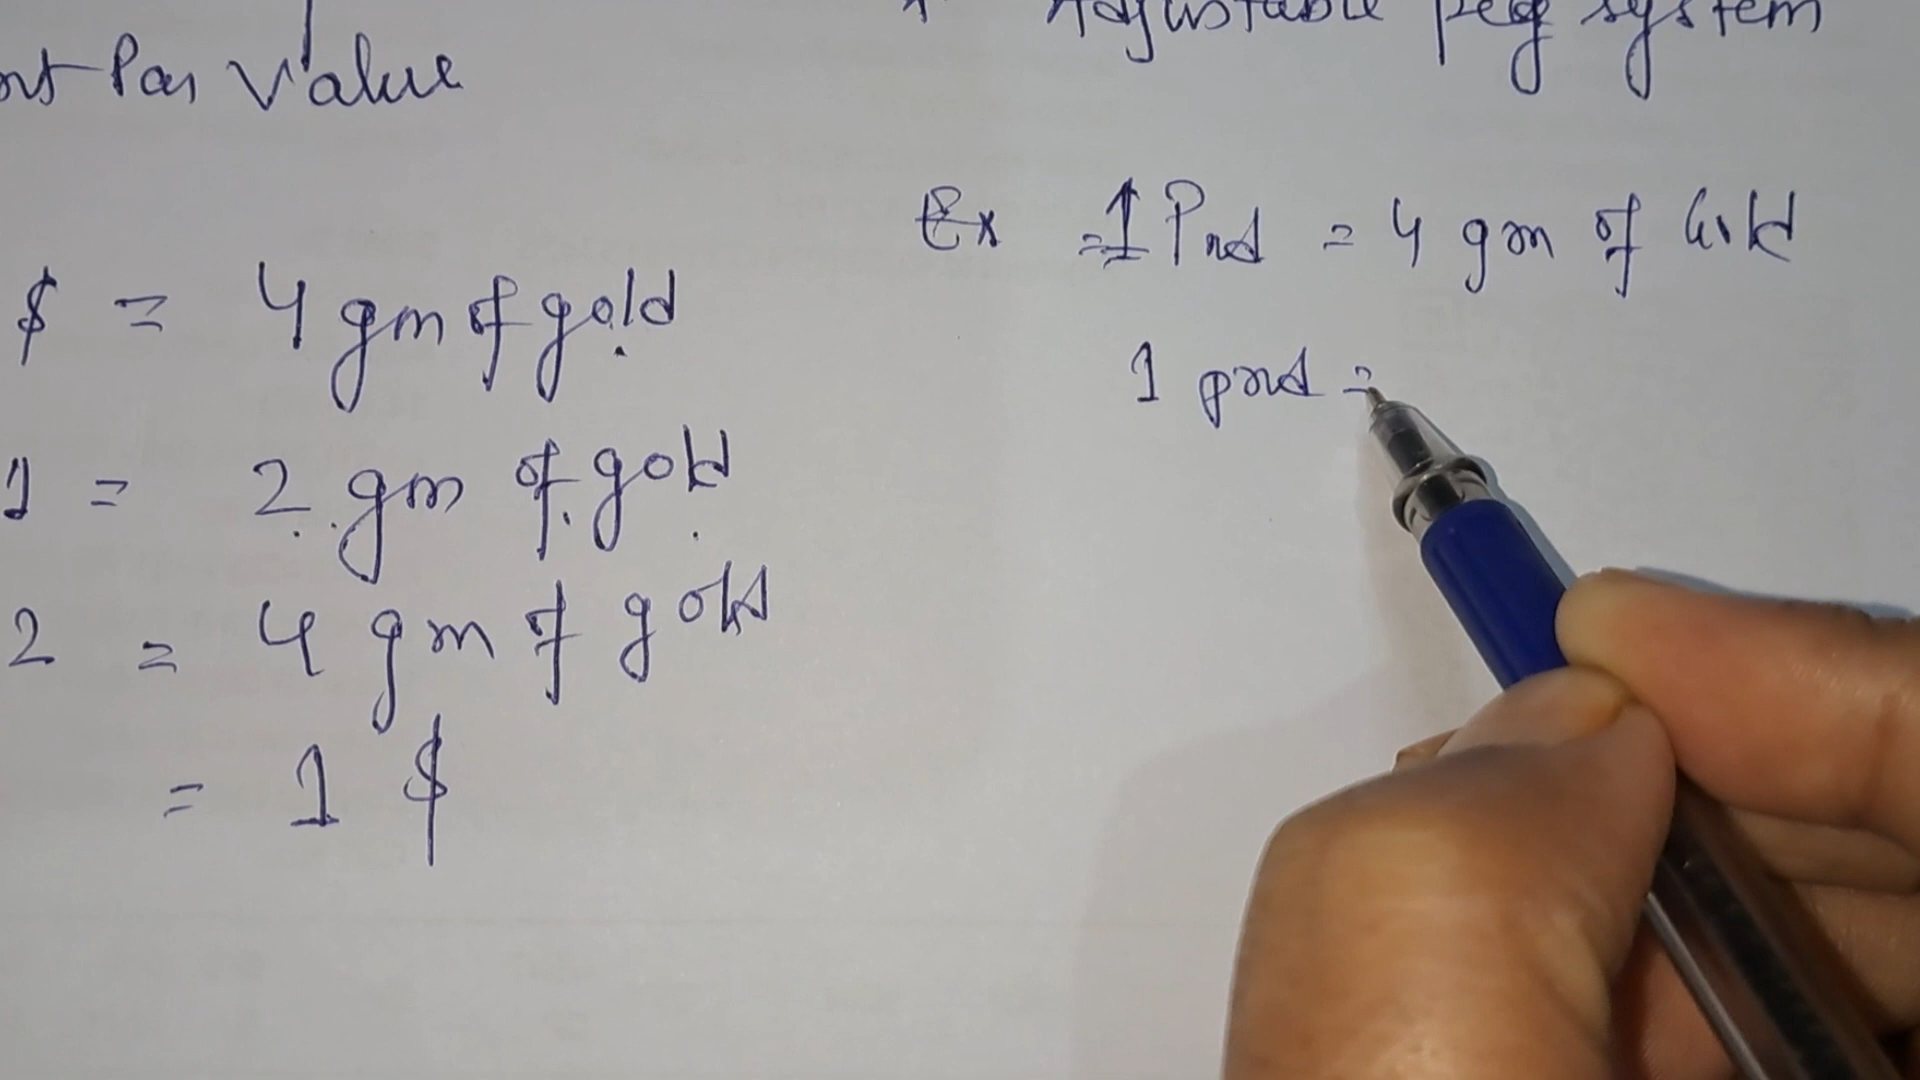 Par Value
$ = 4 gm of gold
1 = 2 gm of gold
2 = 4 gm of gold
= 1 $
Adjustable peg system
Ex = 1 Pnd = 4 gm of Gold
1 pnd =